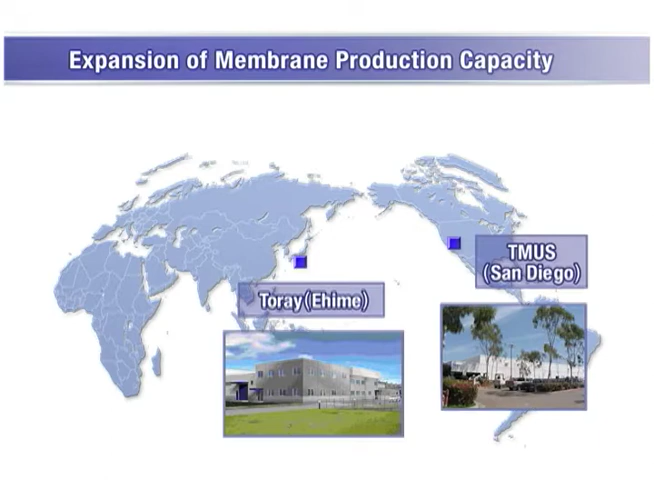 Expansion of Membrane Production Capacity
TMUS
(San Diego)
Toray(Ehime)